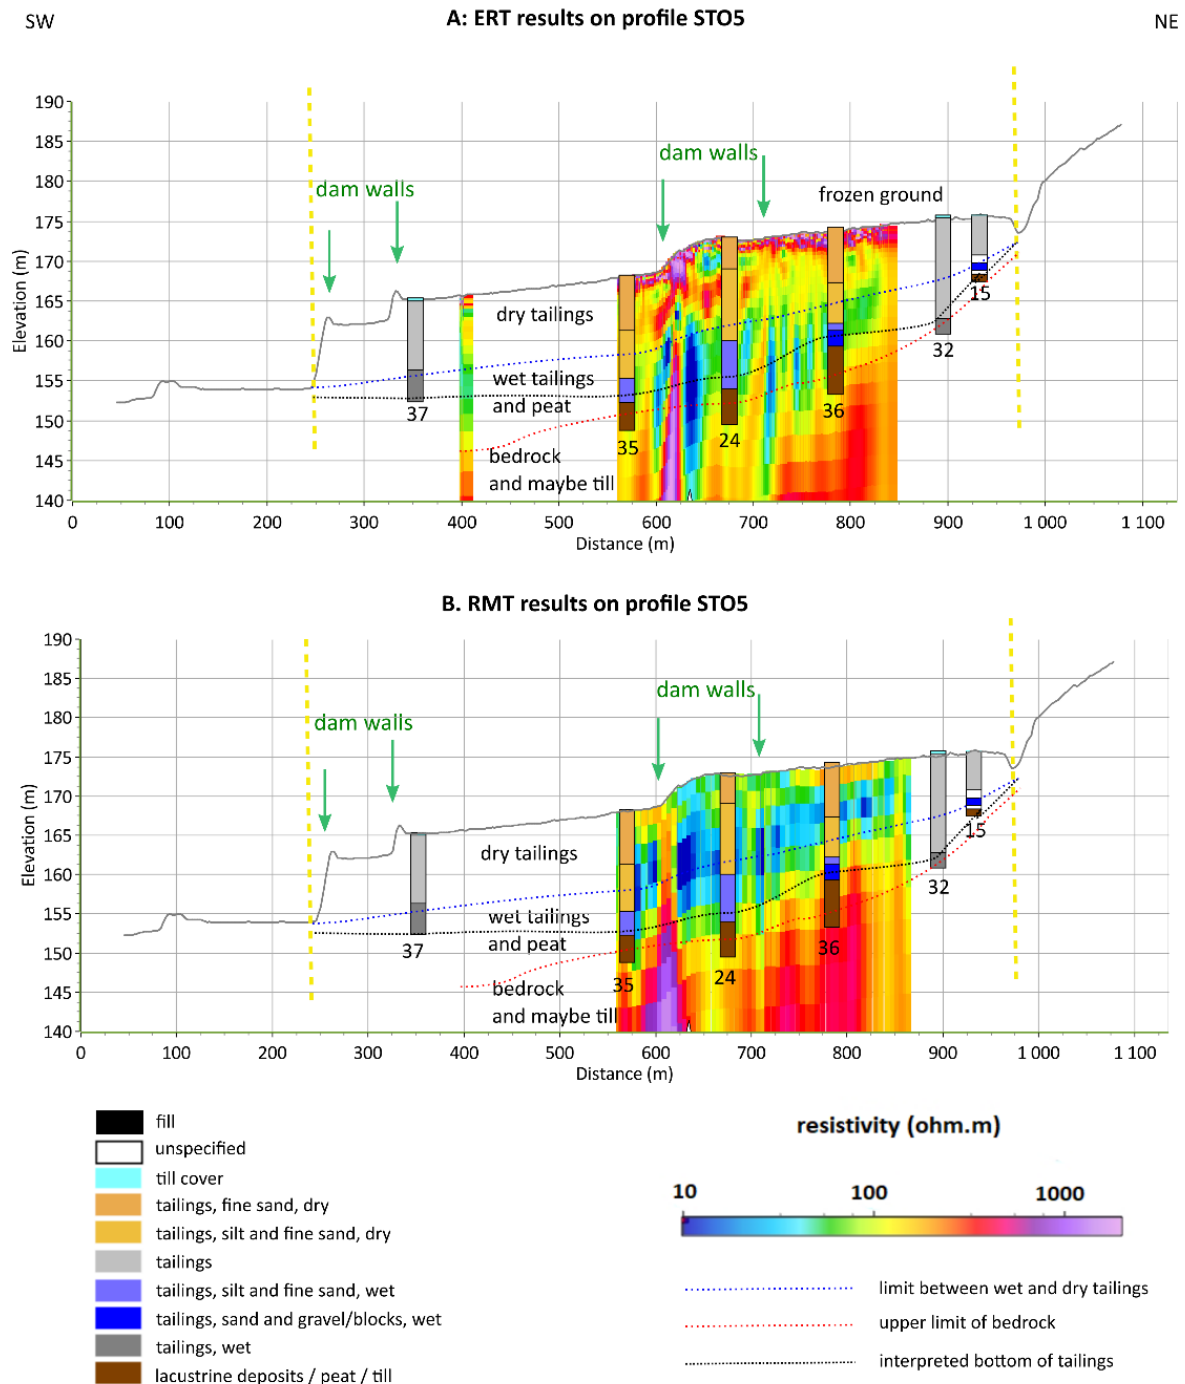 SW
A: ERT results on profile STO5
NE
190
185
180
175
170
165
160
155
150
145
140
Elevation (m)
dam walls
dam walls
frozen ground
dry tailings
wet tailings
and peat
bedrock
and maybe till
37
35
24
36
32
15
0
100
200
300
400
500
600
700
800
900
1 000
1 100
Distance (m)
B. RMT results on profile STO5
190
185
180
175
170
165
160
155
150
145
140
Elevation (m)
dam walls
dam walls
dry tailings
wet tailings
and peat
bedrock
and maybe till
37
35
24
36
32
15
0
100
200
300
400
500
600
700
800
900
1 000
1 100
Distance (m)
fill
unspecified
till cover
tailings, fine sand, dry
tailings, silt and fine sand, dry
tailings
tailings, silt and fine sand, wet
tailings, sand and gravel/blocks, wet
tailings, wet
lacustrine deposits / peat / till
resistivity (ohm.m)
10
100
1000
limit between wet and dry tailings
upper limit of bedrock
interpreted bottom of tailings